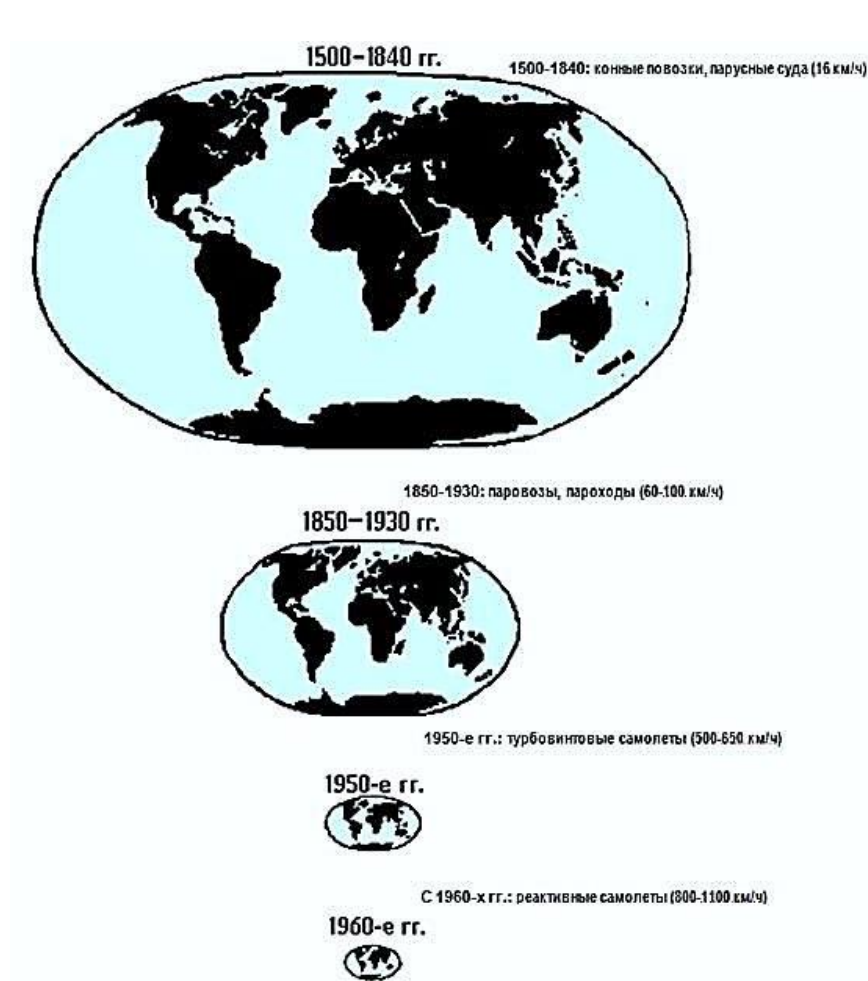 1500–1840 гг.
1500-1840: конные повозки, парусные суда (16 км/ч)
1850-1930: паровозы, пароходы (60-100 км/ч)
1850–1930 гг.
1950-е гг.: турбовинтовые самолеты (500-650 км/ч)
1950-е гг.
С 1960-х гг.: реактивные самолеты (800-1100 км/ч)
1960-е гг.